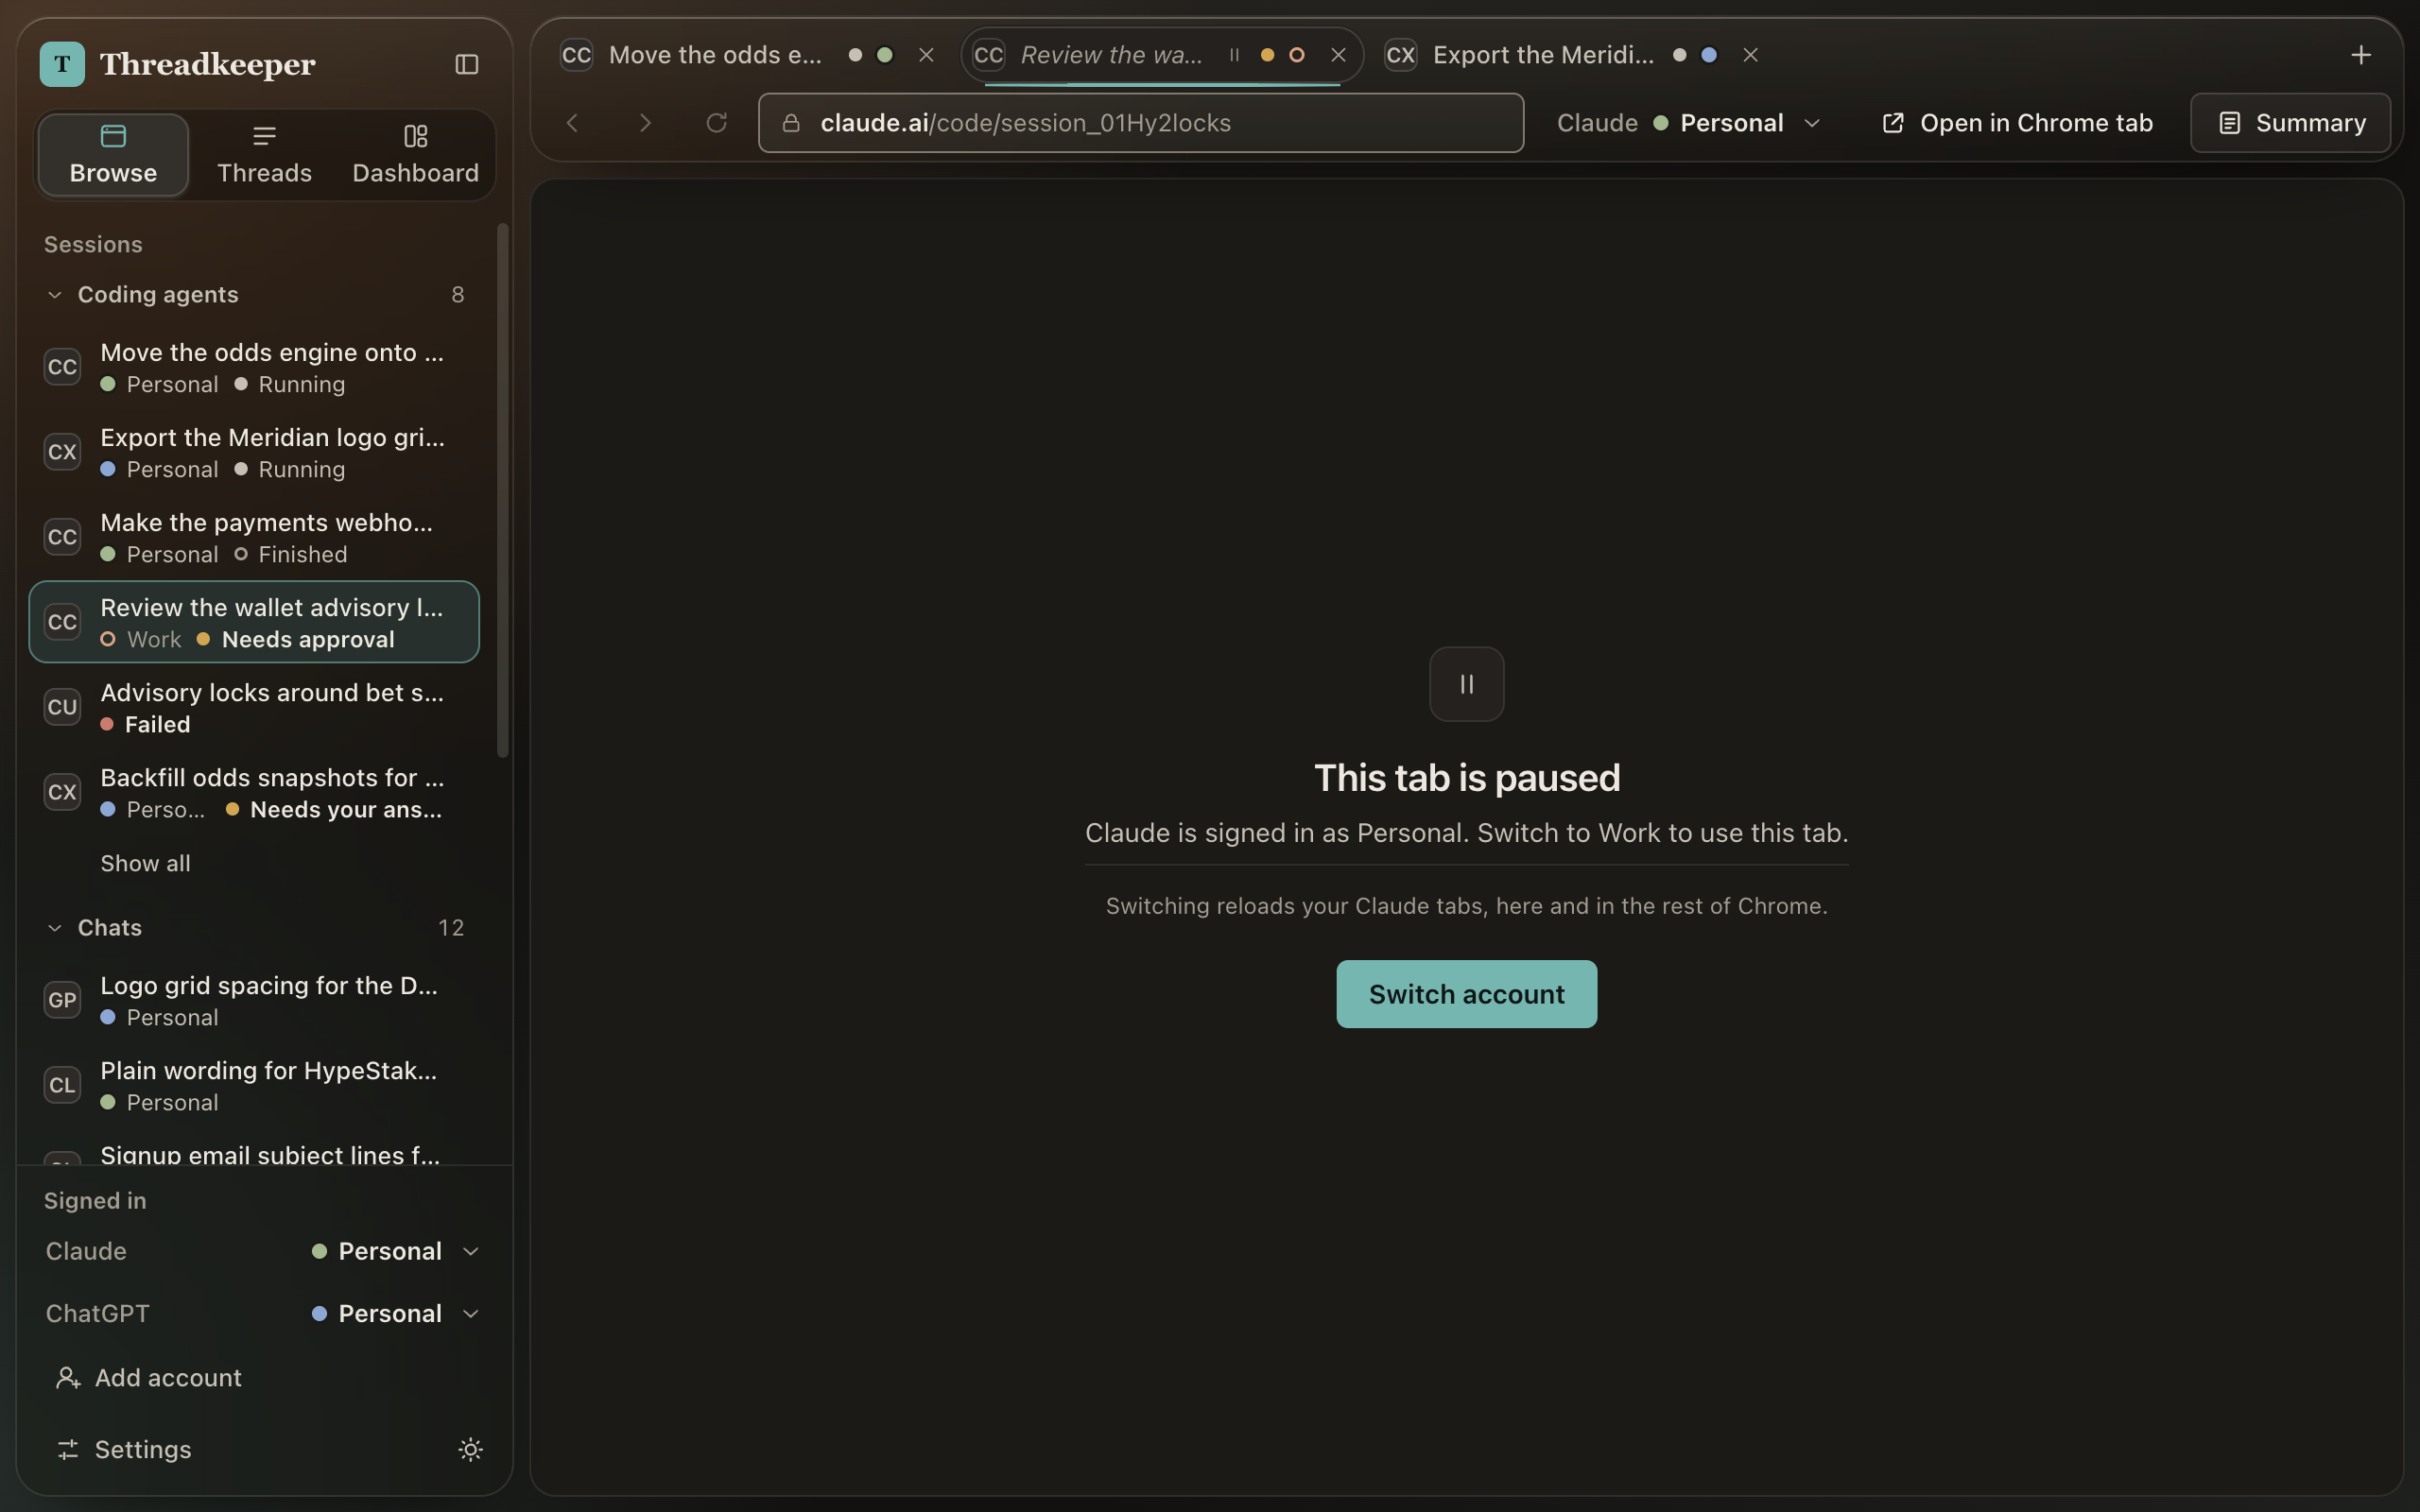 T Threadkeeper
Browse
Threads
Dashboard
Sessions
Coding agents 8
CC Move the odds engine onto ...
Personal Running
CX Export the Meridian logo gri...
Personal Running
CC Make the payments webho...
Personal Finished
CC Review the wallet advisory l...
Work Needs approval
CU Advisory locks around bet s...
Failed
CX Backfill odds snapshots for ...
Perso... Needs your ans...
Show all
Chats 12
GP Logo grid spacing for the D...
Personal
CL Plain wording for HypeStak...
Personal
Signup email subject lines f...
Signed in
Claude Personal
ChatGPT Personal
Add account
Settings
CC Move the odds e...
CC Review the wa...
CX Export the Meridi...
claude.ai/code/session_01Hy2locks
Claude Personal
Open in Chrome tab
Summary
This tab is paused
Claude is signed in as Personal. Switch to Work to use this tab.
Switching reloads your Claude tabs, here and in the rest of Chrome.
Switch account